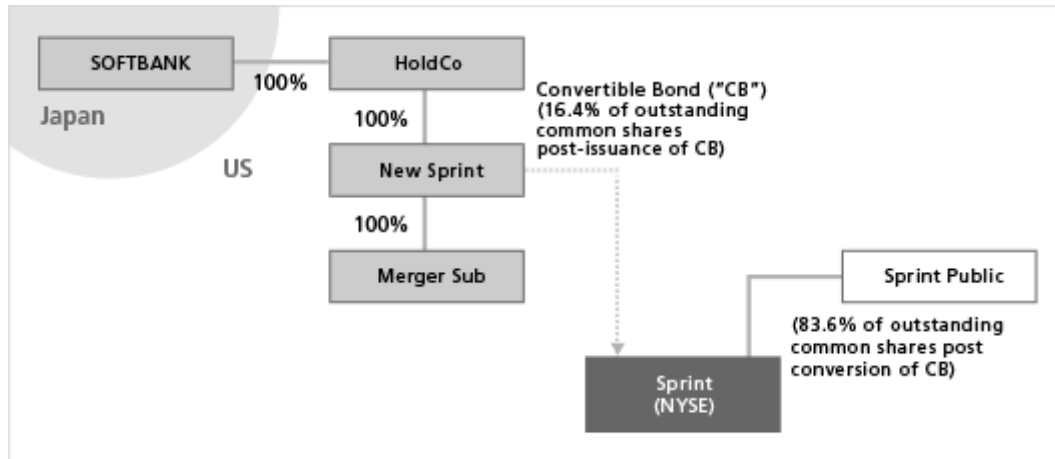 SOFTBANK
100%
HoldCo
Japan
US
100%
New Sprint
100%
Merger Sub
Convertible Bond (“CB”)
(16.4% of outstanding
common shares
post-issuance of CB)
Sprint Public
(83.6% of outstanding
common shares post
conversion of CB)
Sprint
(NYSE)